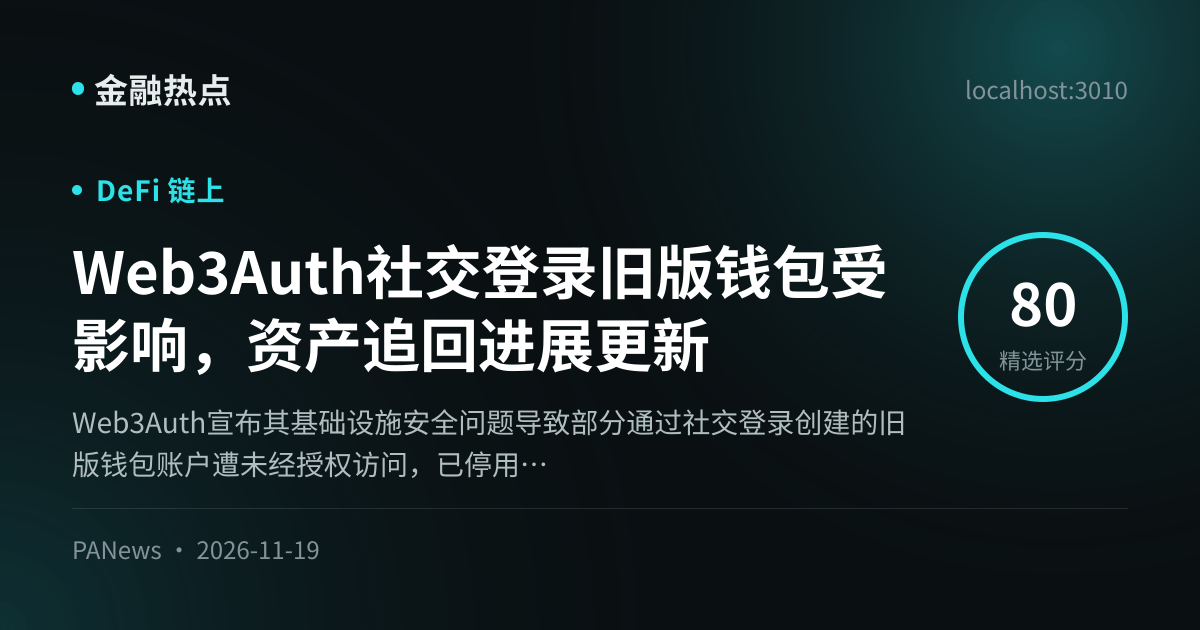 金融热点
localhost:3010
DeFi 链上
Web3Auth社交登录旧版钱包受
影响，资产追回进展更新
80
精选评分
Web3Auth宣布其基础设施安全问题导致部分通过社交登录创建的旧
版钱包账户遭未经授权访问，已停用…
PANews · 2026-11-19